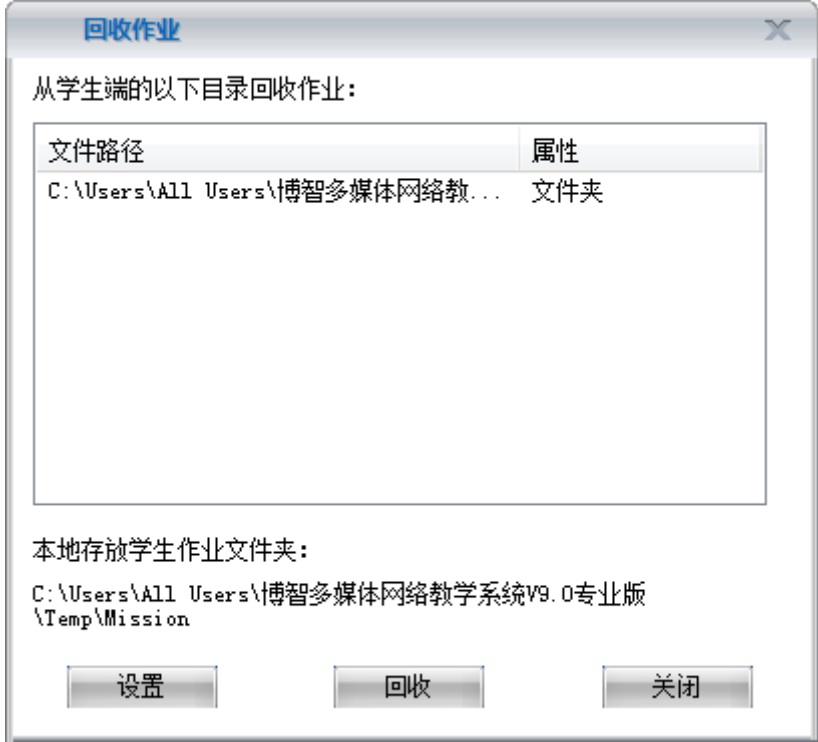 回收作业
从学生端的以下目录回收作业:
文件路径 属性
C:\Users\All Users\博智多媒体网络教... 文件夹
本地存放学生作业文件夹:
C:\Users\All Users\博智多媒体网络教学系统V9.0专业版
\Temp\Mission
设置 回收 关闭